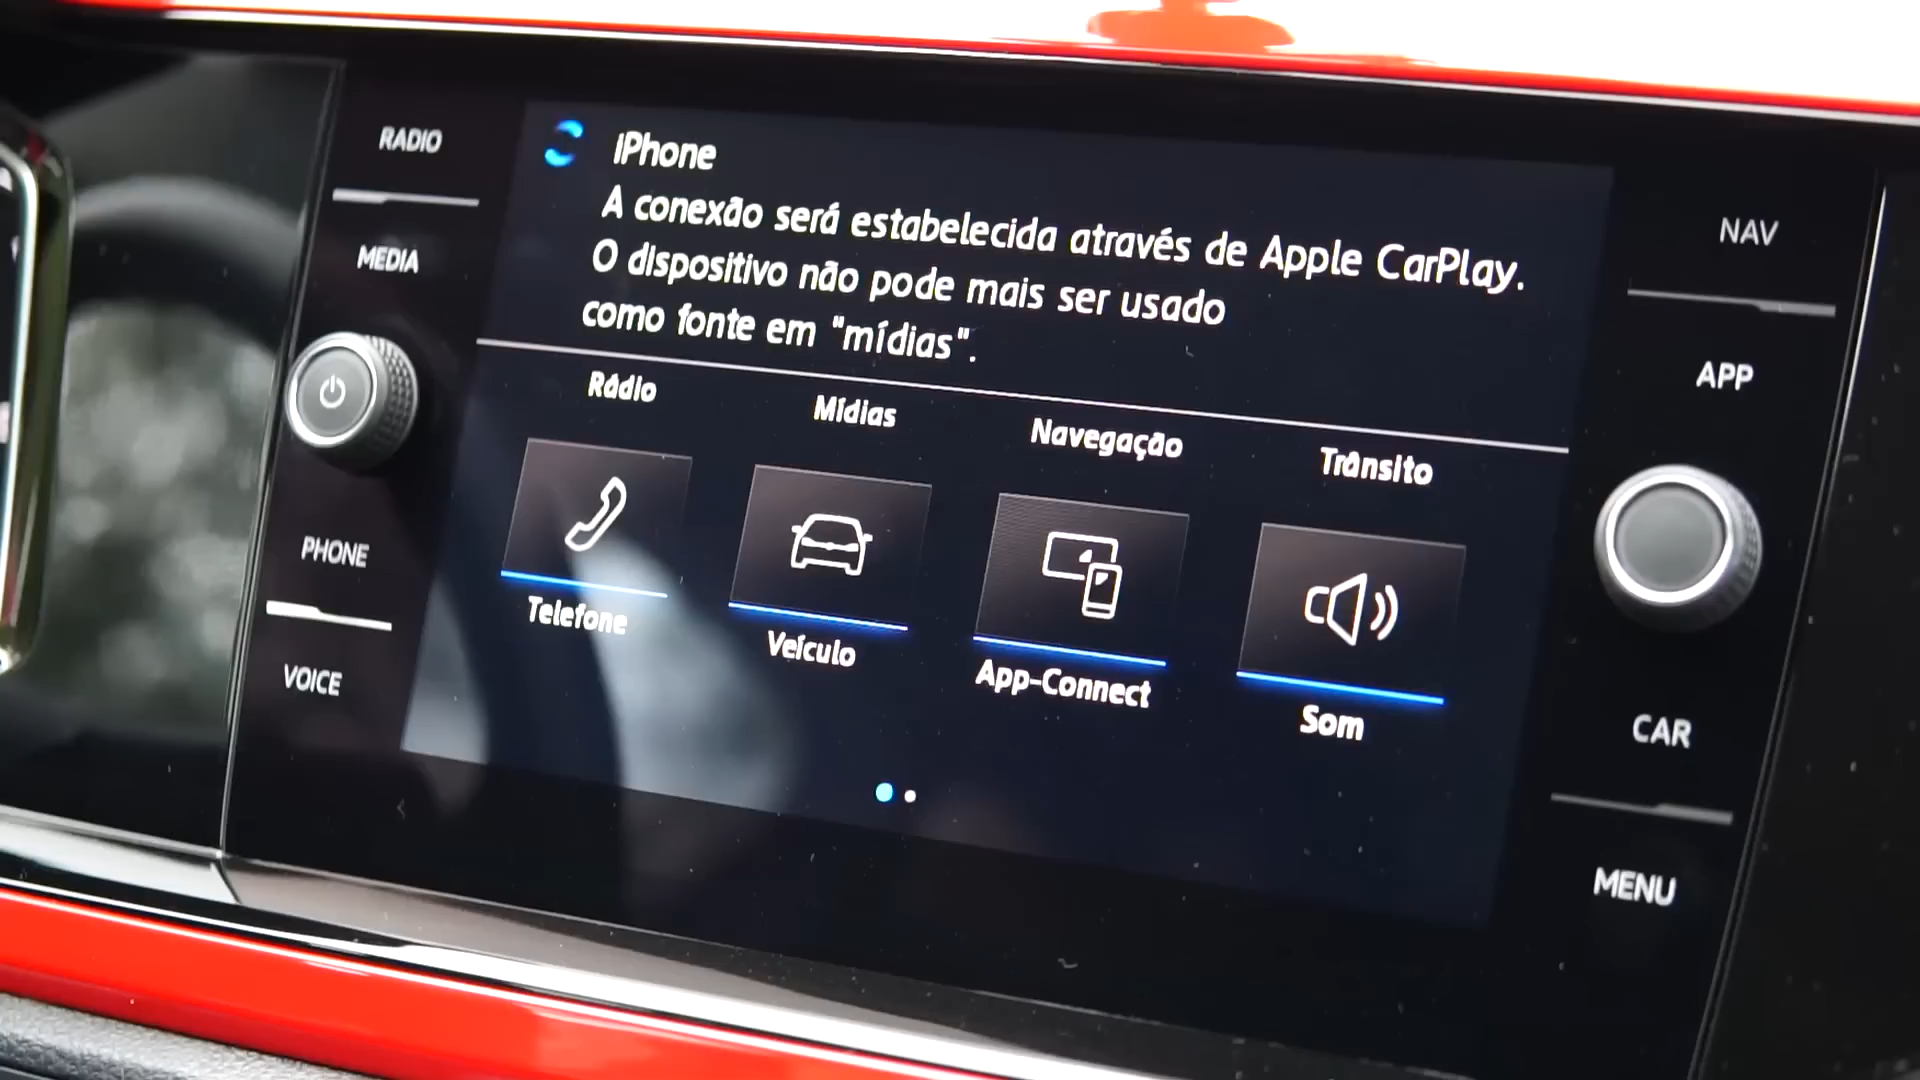 RADIO
MEDIA
PHONE
VOICE
iPhone
A conexão será estabelecida através de Apple CarPlay.
O dispositivo não pode mais ser usado
como fonte em "mídias".
Rádio
Mídias
Navegação
Trânsito
Telefone
Veículo
App-Connect
Som
NAV
APP
CAR
MENU